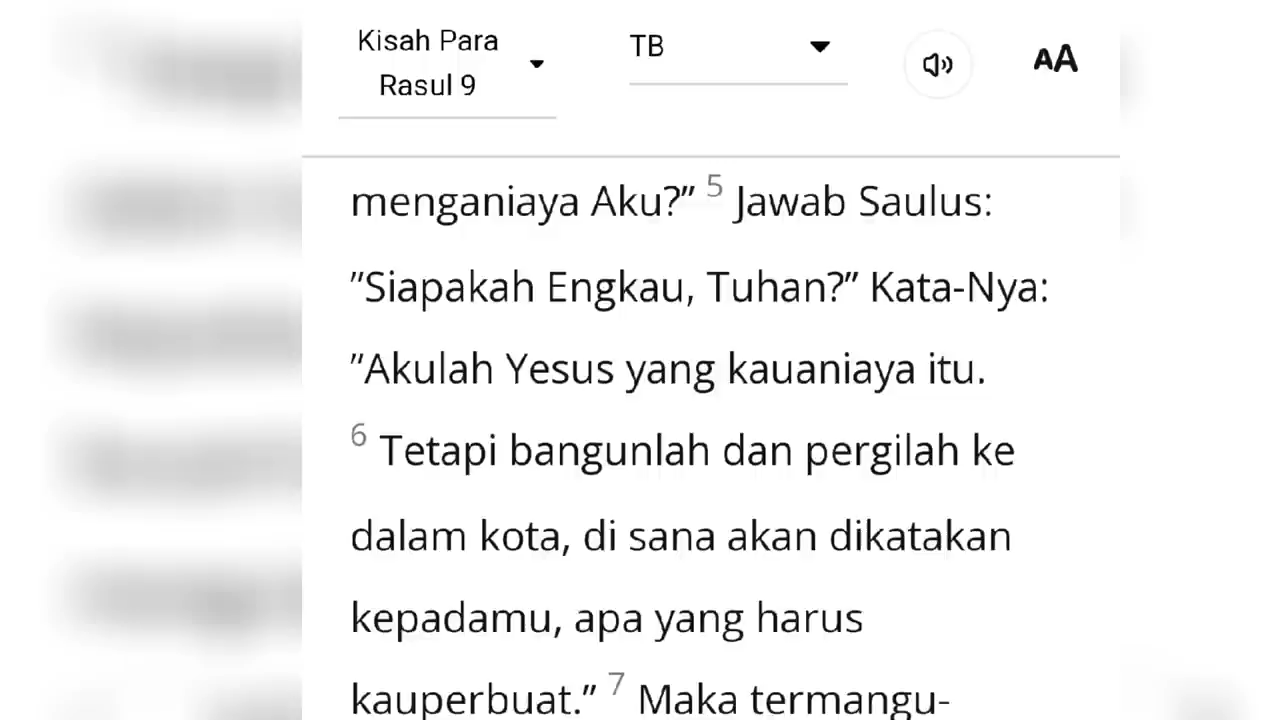 Kisah Para
Rasul 9
TB
AA
menganiaya Aku?” 5 Jawab Saulus:
”Siapakah Engkau, Tuhan?” Kata-Nya:
”Akulah Yesus yang kauaniaya itu.
6 Tetapi bangunlah dan pergilah ke
dalam kota, di sana akan dikatakan
kepadamu, apa yang harus
kauperbuat.” 7 Maka termangu-